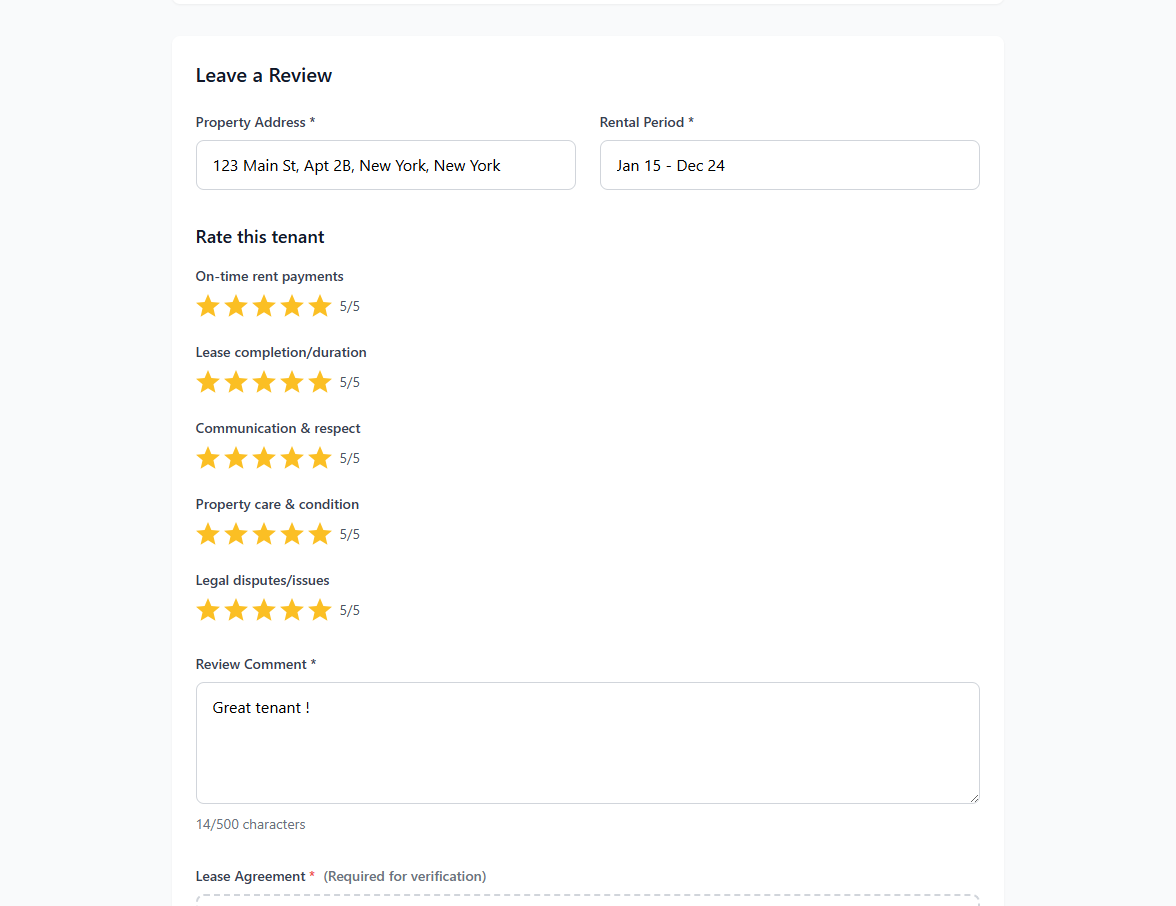 Leave a Review
Property Address * Rental Period *
123 Main St, Apt 2B, New York, New York Jan 15 - Dec 24
Rate this tenant
On-time rent payments
5/5
Lease completion/duration
5/5
Communication & respect
5/5
Property care & condition
5/5
Legal disputes/issues
5/5
Review Comment *
Great tenant !
14/500 characters
Lease Agreement * (Required for verification)